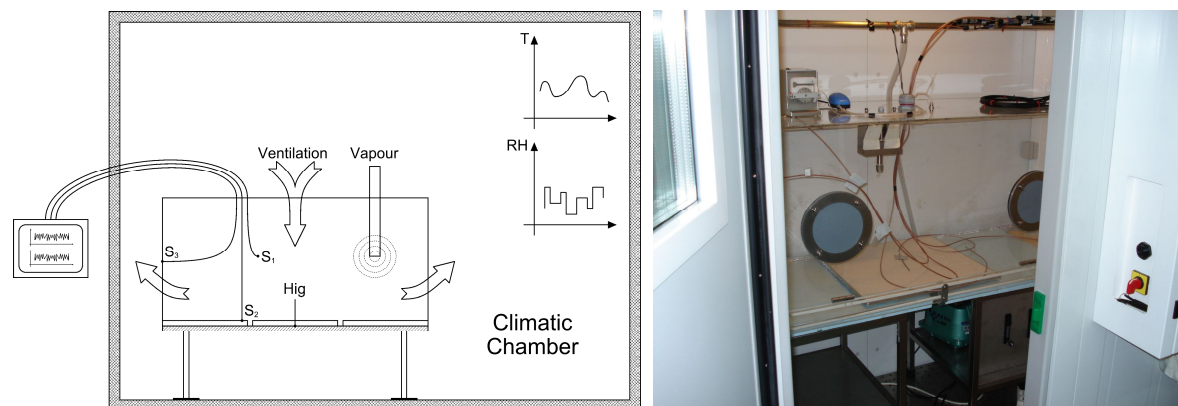 T
RH
Ventilation Vapour
S3
S1
Hig
S2
Climatic
Chamber